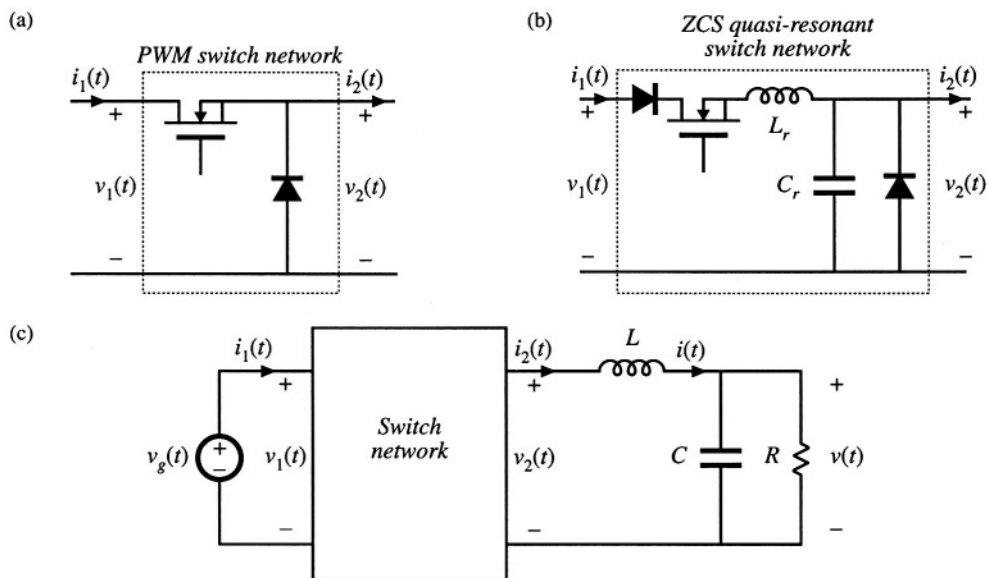 (a)
PWM switch network
i₁(t)
i₂(t)
+
+
v₁(t)
v₂(t)
−
−
(b)
ZCS quasi-resonant
switch network
i₁(t)
i₂(t)
+
+
Lᵣ
v₁(t)
Cᵣ
v₂(t)
−
−
(c)
i₁(t)
i₂(t)
L
i(t)
+
+
+
Switch
network
v_g(t)
+
−
v₁(t)
v₂(t)
C
R
v(t)
−
−
−